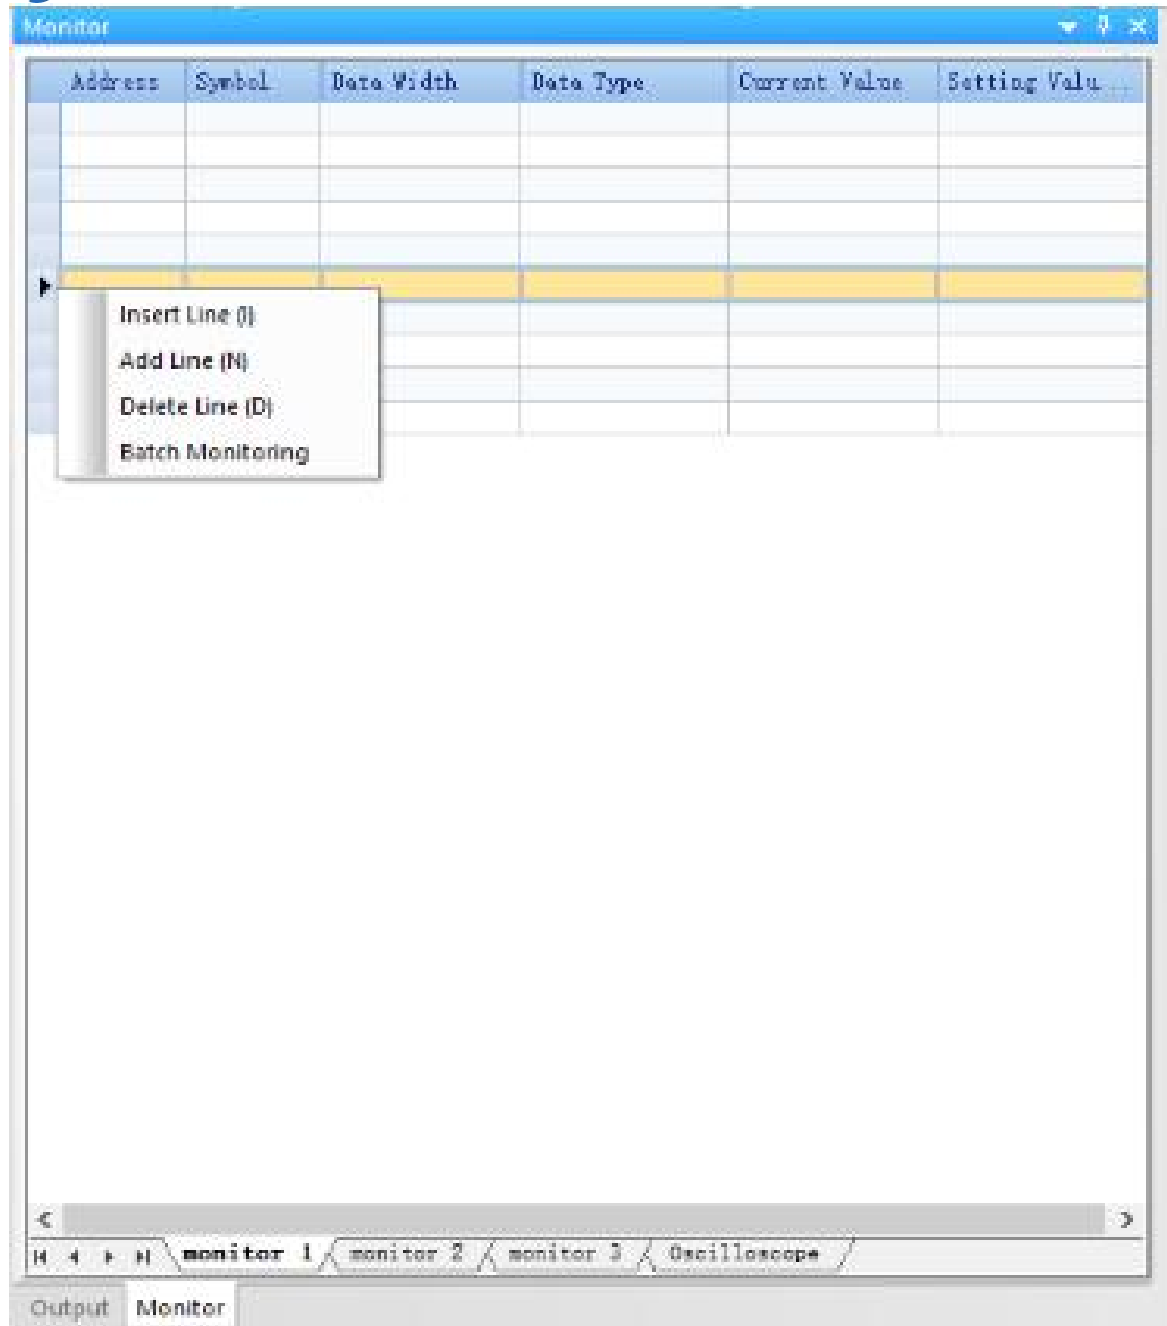 Monitor
Address Symbol Data Width Data Type Current Value Setting Valu ...
Insert Line (I)
Add Line (N)
Delete Line (D)
Batch Monitoring
monitor 1 monitor 2 monitor 3 Oscilloscope
Output Monitor